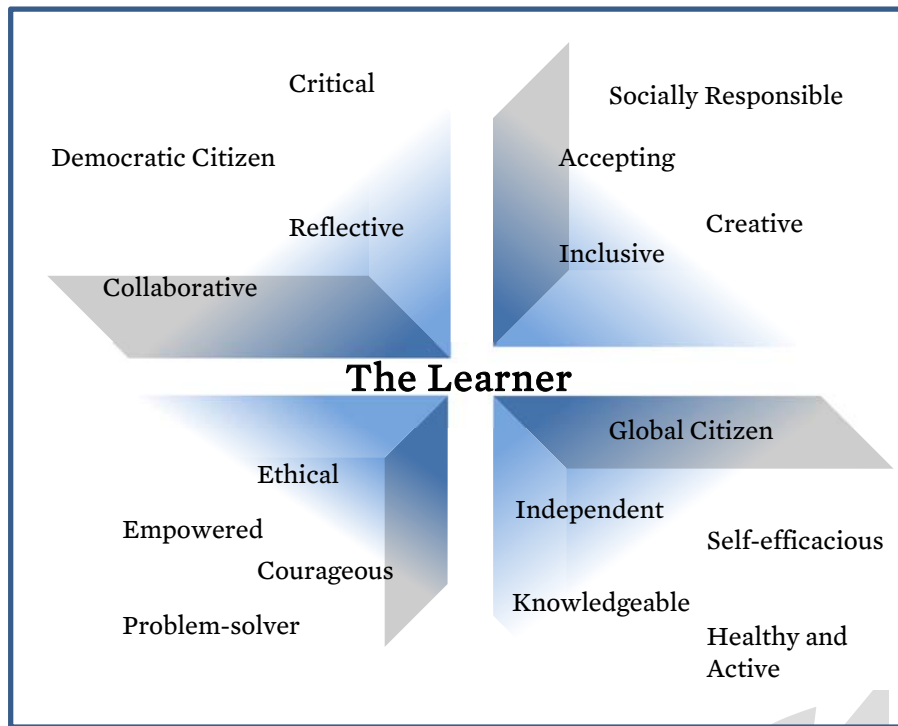 Critical
Socially Responsible
Democratic Citizen
Accepting
Reflective
Creative
Inclusive
Collaborative
The Learner
Global Citizen
Ethical
Independent
Empowered
Self-efficacious
Courageous
Knowledgeable
Problem-solver
Healthy and
Active